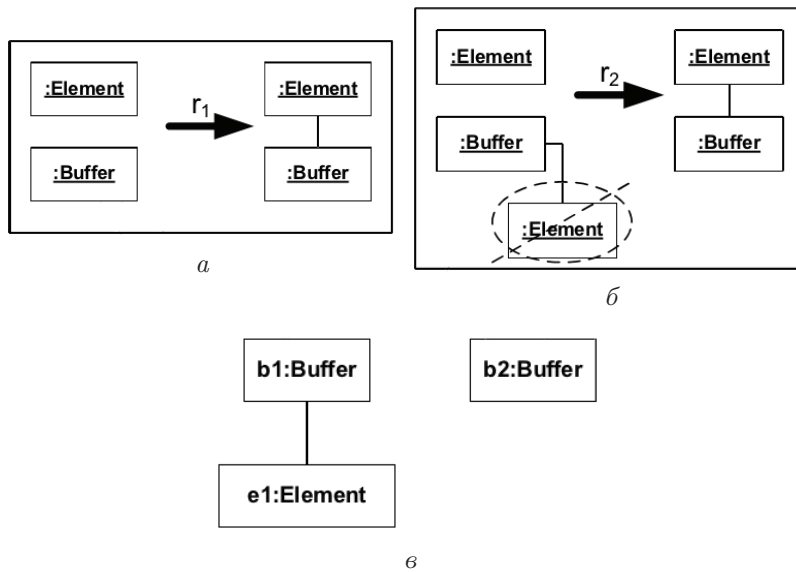 :Element
r1
:Element
:Buffer
:Buffer
а
:Element
r2
:Element
:Buffer
:Buffer
:Element
б
b1:Buffer
b2:Buffer
e1:Element
в